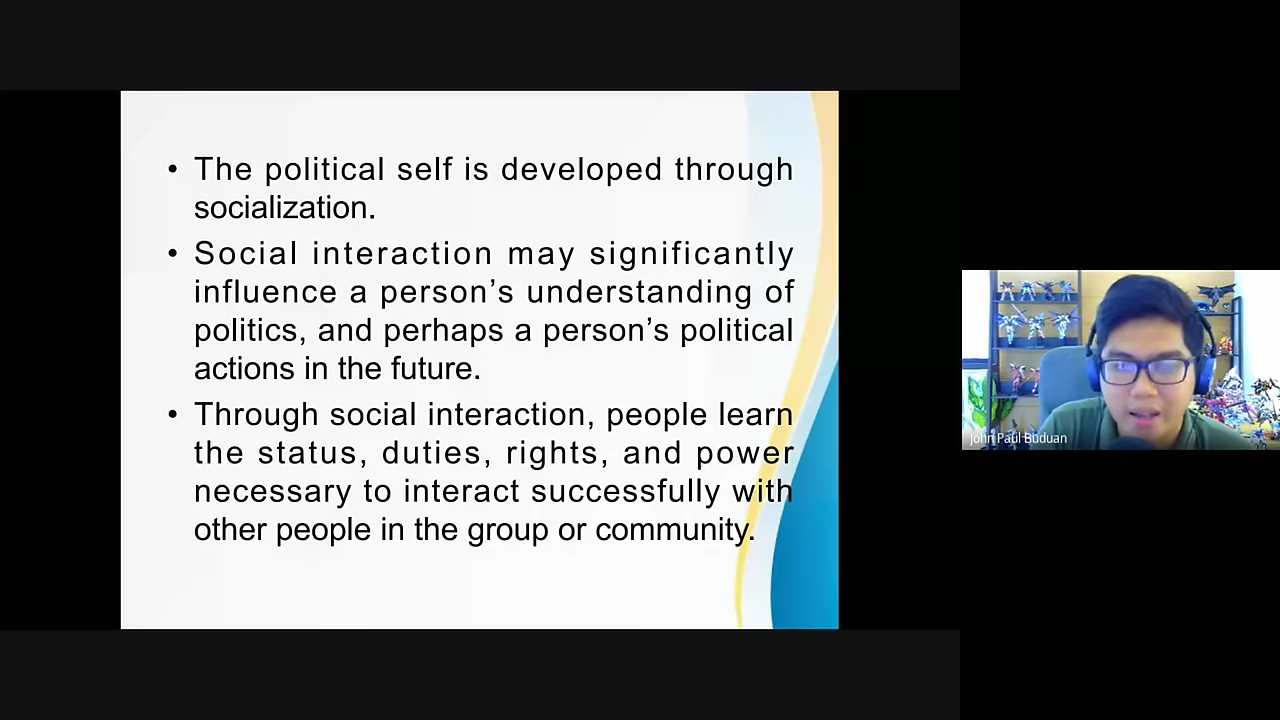 • The political self is developed through
socialization.
• Social interaction may significantly
influence a person’s understanding of
politics, and perhaps a person’s political
actions in the future.
• Through social interaction, people learn
the status, duties, rights, and power
necessary to interact successfully with
other people in the group or community.
John Paul Buduan